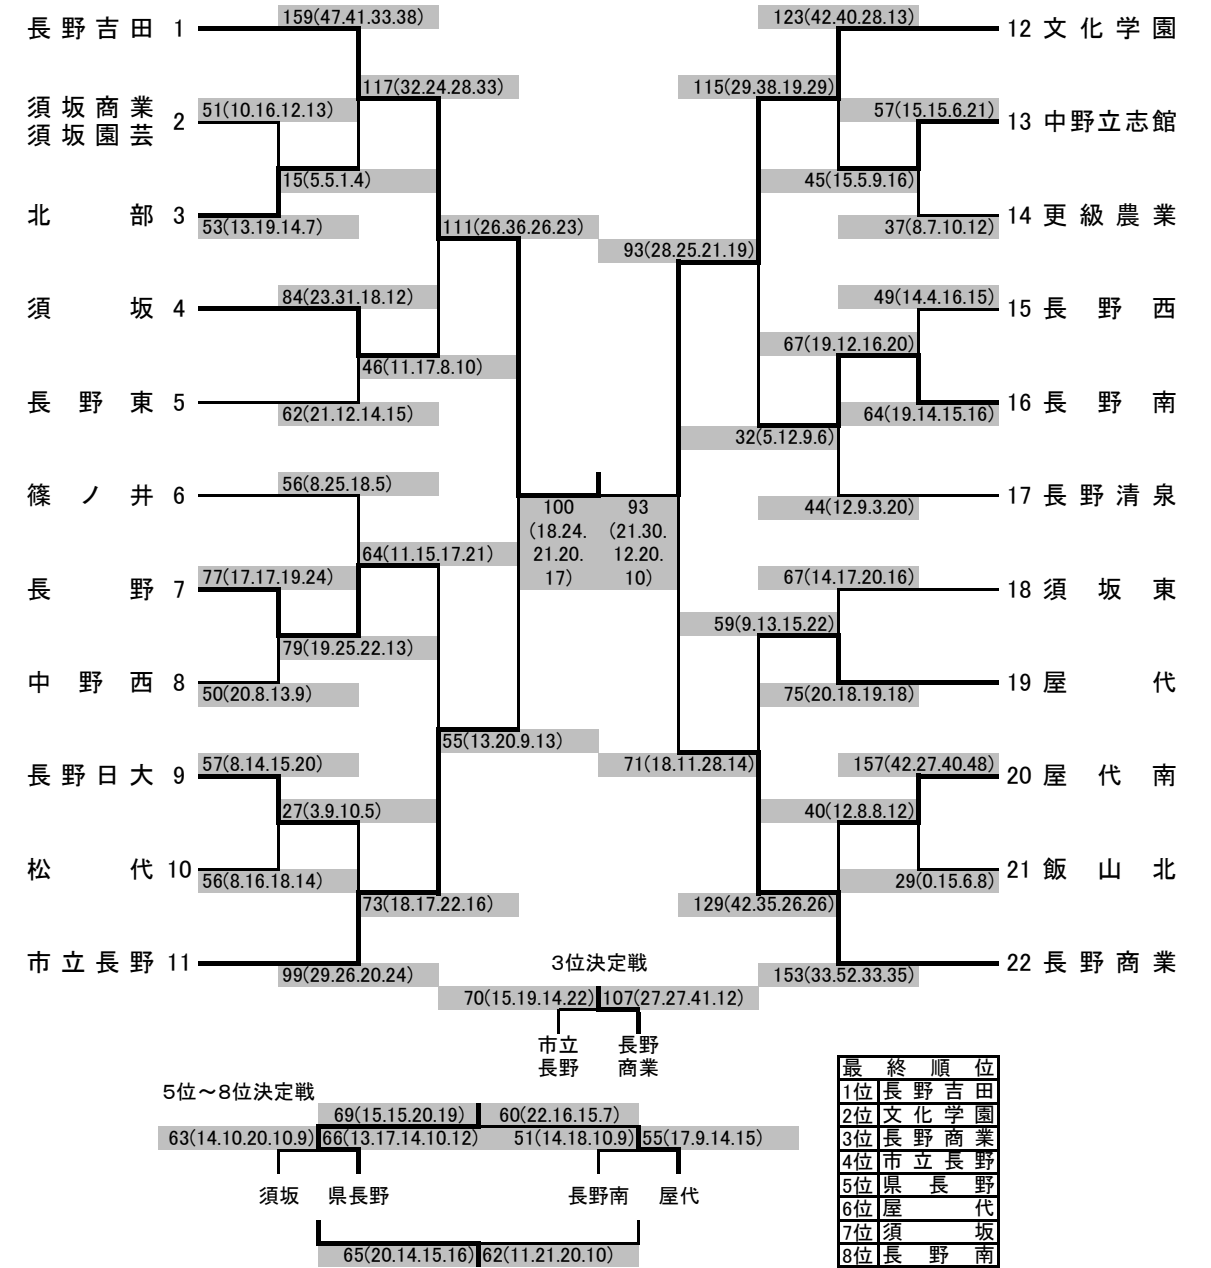 159(47.41.33.38)
123(42.40.28.13)
長野吉田 1
12 文化学園
117(32.24.28.33)
115(29.38.19.29)
須坂商業
須坂園芸
2
51(10.16.12.13)
57(15.15.6.21)
13 中野立志館
15(5.5.1.4)
45(15.5.9.16)
北部 3
14 更級農業
53(13.19.14.7)
111(26.36.26.23)
37(8.7.10.12)
93(28.25.21.19)
84(23.31.18.12)
49(14.4.16.15)
須坂 4
15 長野西
67(19.12.16.20)
46(11.17.8.10)
長野東 5
16 長野南
62(21.12.14.15)
64(19.14.15.16)
32(5.12.9.6)
56(8.25.18.5)
篠ノ井 6
17 長野清泉
44(12.9.3.20)
100
(18.24.
21.20.
17)
93
(21.30.
12.20.
10)
64(11.15.17.21)
77(17.17.19.24)
67(14.17.20.16)
長野 7
18 須坂東
59(9.13.15.22)
79(19.25.22.13)
中野西 8
19 屋代
50(20.8.13.9)
75(20.18.19.18)
55(13.20.9.13)
71(18.11.28.14)
57(8.14.15.20)
157(42.27.40.48)
長野日大 9
20 屋代南
27(3.9.10.5)
40(12.8.8.12)
松代 10
21 飯山北
56(8.16.18.14)
29(0.15.6.8)
73(18.17.22.16)
129(42.35.26.26)
市立長野 11
22 長野商業
99(29.26.20.24)
153(33.52.33.35)
3位決定戦
70(15.19.14.22) 107(27.27.41.12)
市立
長野
長野
商業
5位～8位決定戦
69(15.15.20.19) 60(22.16.15.7)
63(14.10.20.10.9) 66(13.17.14.10.12) 51(14.18.10.9) 55(17.9.14.15)
須坂 県長野 長野南 屋代
65(20.14.15.16) 62(11.21.20.10)
最終順位
1位 長野吉田
2位 文化学園
3位 長野商業
4位 市立長野
5位 県長野
6位 屋代
7位 須坂
8位 長野南